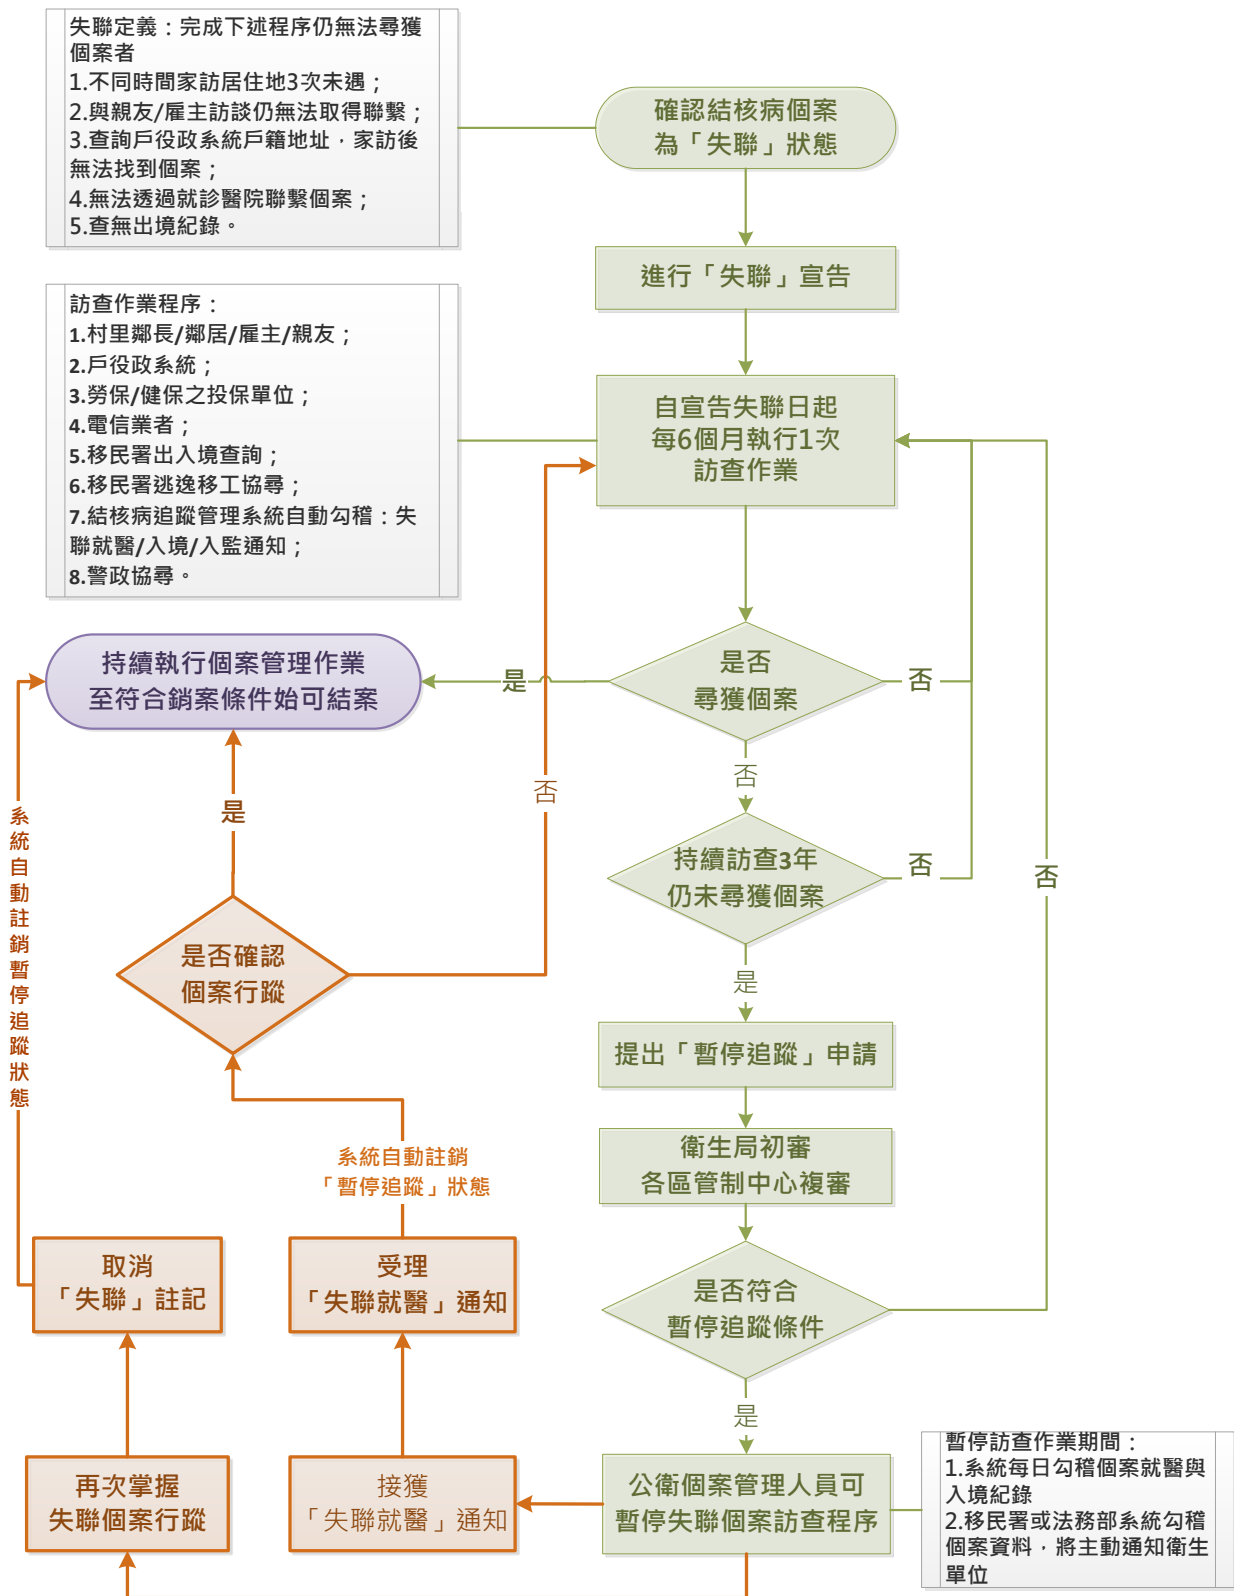 失聯定義：完成下述程序仍無法尋獲
個案者
1.不同時間家訪居住地3次未遇；
2.與親友/雇主訪談仍無法取得聯繫；
3.查詢戶役政系統戶籍地址，家訪後
無法找到個案；
4.無法透過就診醫院聯繫個案；
5.查無出境紀錄。
確認結核病個案
為「失聯」狀態
進行「失聯」宣告
訪查作業程序：
1.村里鄰長/鄰居/雇主/親友；
2.戶役政系統；
3.勞保/健保之投保單位；
4.電信業者；
5.移民署出入境查詢；
6.移民署逃逸移工協尋；
7.結核病追蹤管理系統自動勾稽：失
聯就醫/入境/入監通知；
8.警政協尋。
自宣告失聯日起
每6個月執行1次
訪查作業
持續執行個案管理作業
至符合銷案條件始可結案
是
是否
尋獲個案
否
否
否
是
系統自動註銷暫停追蹤狀態
持續訪查3年
仍未尋獲個案
否
否
是否確認
個案行蹤
是
提出「暫停追蹤」申請
衛生局初審
各區管制中心複審
系統自動註銷
「暫停追蹤」狀態
取消
「失聯」註記
受理
「失聯就醫」通知
是否符合
暫停追蹤條件
是
再次掌握
失聯個案行蹤
接獲
「失聯就醫」通知
公衛個案管理人員可
暫停失聯個案訪查程序
暫停訪查作業期間：
1.系統每日勾稽個案就醫與
入境紀錄
2.移民署或法務部系統勾稽
個案資料，將主動通知衛生
單位